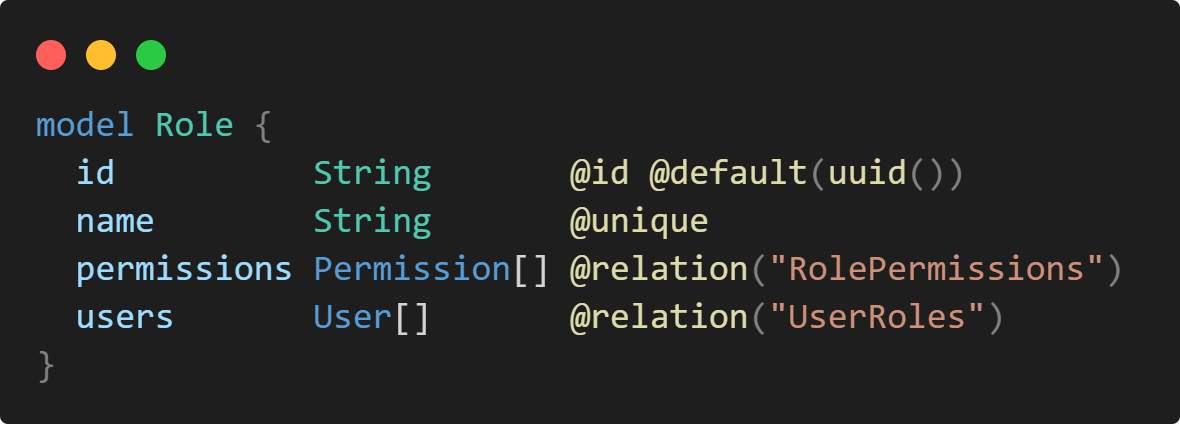 model Role {
  id          String       @id @default(uuid())
  name        String       @unique
  permissions Permission[] @relation("RolePermissions")
  users       User[]       @relation("UserRoles")
}